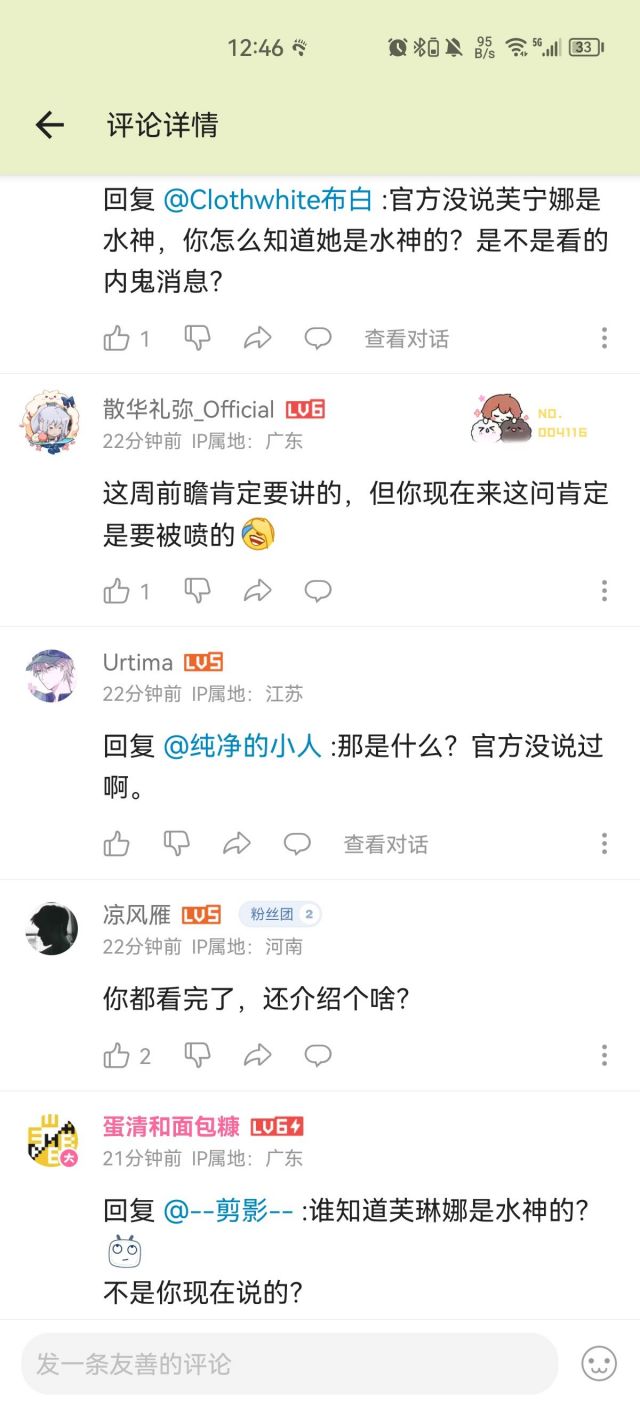 12:46
95 B/s
5G
33
评论详情
回复 @Clothwhite布白 :官方没说芙宁娜是
水神，你怎么知道她是水神的？是不是看的
内鬼消息？
1
查看对话
散华礼弥_Official LV6
NO.
004116
22分钟前 IP属地：广东
这周前瞻肯定要讲的，但你现在来这问肯定
是要被喷的
1
Urtima LV5
22分钟前 IP属地：江苏
回复 @纯净的小人 :那是什么？官方没说过
啊。
查看对话
凉风雁 LV5 粉丝团 2
22分钟前 IP属地：河南
你都看完了，还介绍个啥？
2
蛋清和面包糠 LV6
大
21分钟前 IP属地：广东
回复 @--剪影-- :谁知道芙琳娜是水神的？
不是你现在说的？
发一条友善的评论